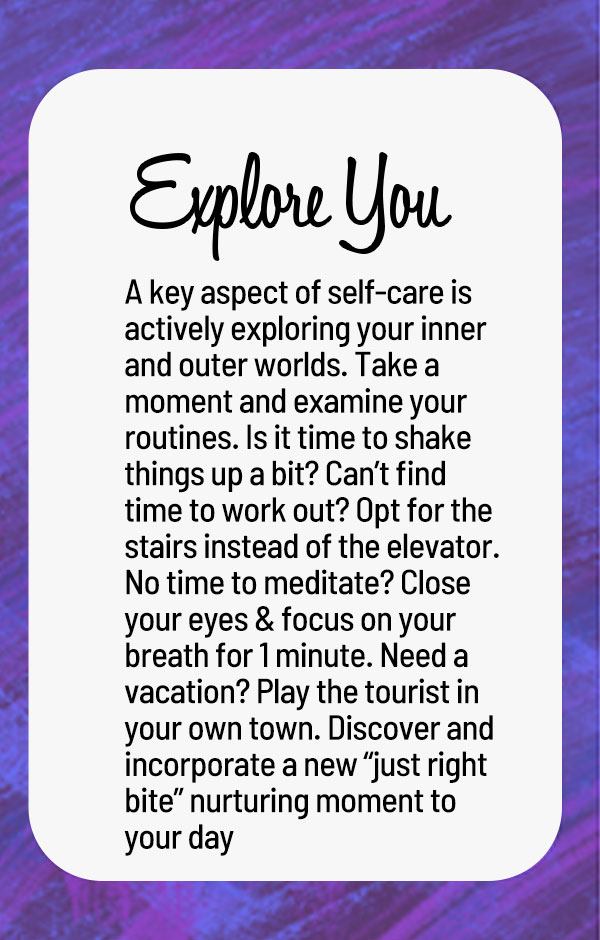 Explore You
A key aspect of self-care is
actively exploring your inner
and outer worlds. Take a
moment and examine your
routines. Is it time to shake
things up a bit? Can’t find
time to work out? Opt for the
stairs instead of the elevator.
No time to meditate? Close
your eyes & focus on your
breath for 1 minute. Need a
vacation? Play the tourist in
your own town. Discover and
incorporate a new “just right
bite” nurturing moment to
your day